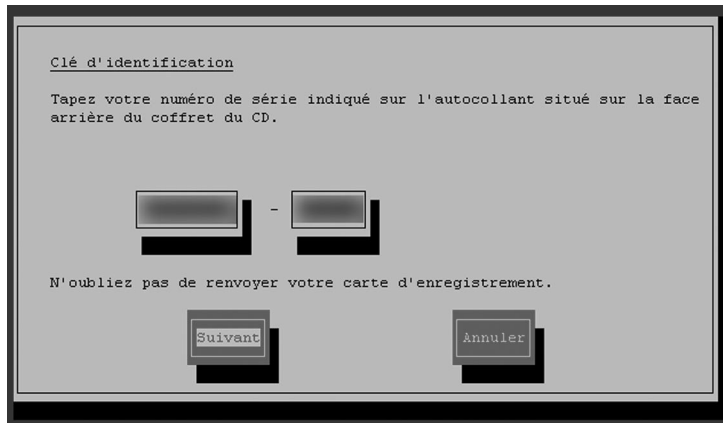 Clé d'identification
Tapez votre numéro de série indiqué sur l'autocollant situé sur la face
arrière du coffret du CD.
-
N'oubliez pas de renvoyer votre carte d'enregistrement.
Suivant Annuler